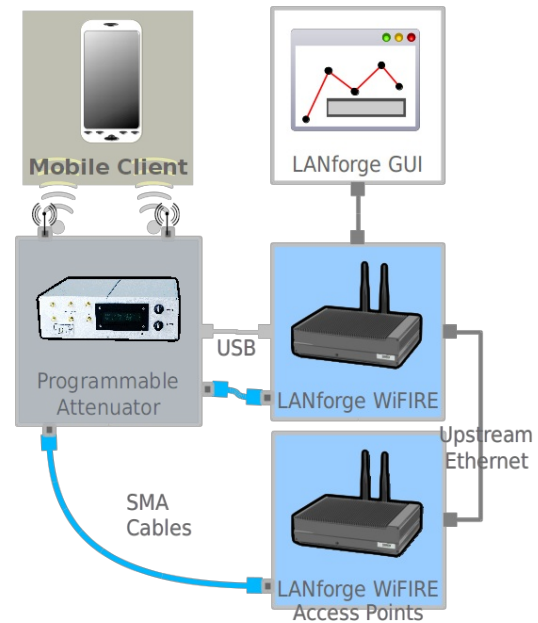 Mobile Client
LANforge GUI
USB
Programmable
Attenuator
LANforge WiFIRE
Upstream
Ethernet
SMA
Cables
LANforge WiFIRE
Access Points